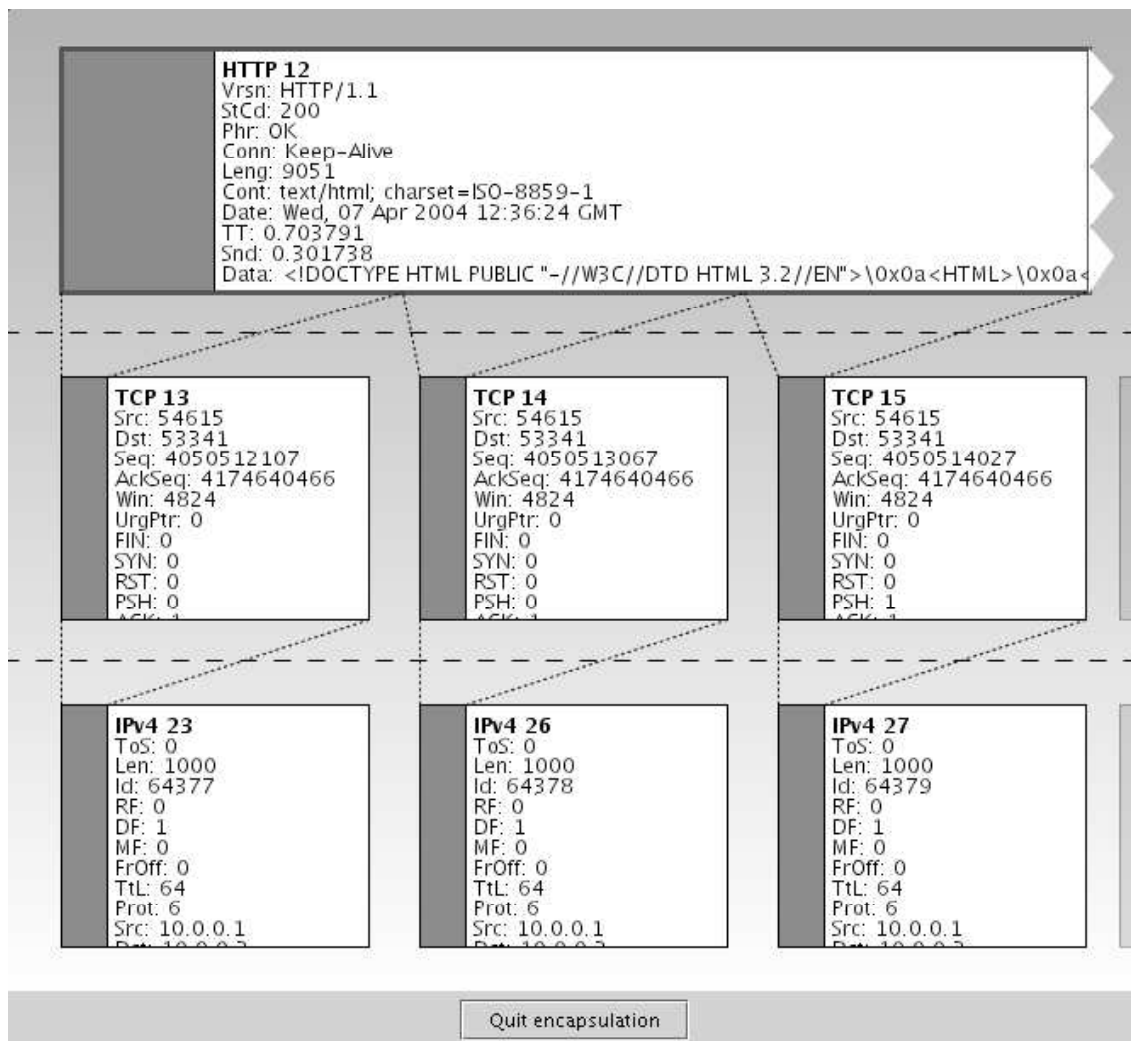 HTTP 12
Vrsn: HTTP/1.1
StCd: 200
Phr: OK
Conn: Keep-Alive
Leng: 9051
Cont: text/html; charset=ISO-8859-1
Date: Wed, 07 Apr 2004 12:36:24 GMT
TT: 0.703791
Snd: 0.301738
Data: <!DOCTYPE HTML PUBLIC "-//W3C//DTD HTML 3.2//EN">\0x0a<HTML>\0x0a<
TCP 13
Src: 54615
Dst: 53341
Seq: 4050512107
AckSeq: 4174640466
Win: 4824
UrgPtr: 0
FIN: 0
SYN: 0
RST: 0
PSH: 0
ACK: 1
TCP 14
Src: 54615
Dst: 53341
Seq: 4050513067
AckSeq: 4174640466
Win: 4824
UrgPtr: 0
FIN: 0
SYN: 0
RST: 0
PSH: 0
ACK: 1
TCP 15
Src: 54615
Dst: 53341
Seq: 4050514027
AckSeq: 4174640466
Win: 4824
UrgPtr: 0
FIN: 0
SYN: 0
RST: 0
PSH: 1
ACK: 1
IPv4 23
ToS: 0
Len: 1000
Id: 64377
RF: 0
DF: 1
MF: 0
FrOff: 0
TtL: 64
Prot: 6
Src: 10.0.0.1
IPv4 26
ToS: 0
Len: 1000
Id: 64378
RF: 0
DF: 1
MF: 0
FrOff: 0
TtL: 64
Prot: 6
Src: 10.0.0.1
IPv4 27
ToS: 0
Len: 1000
Id: 64379
RF: 0
DF: 1
MF: 0
FrOff: 0
TtL: 64
Prot: 6
Src: 10.0.0.1
Quit encapsulation